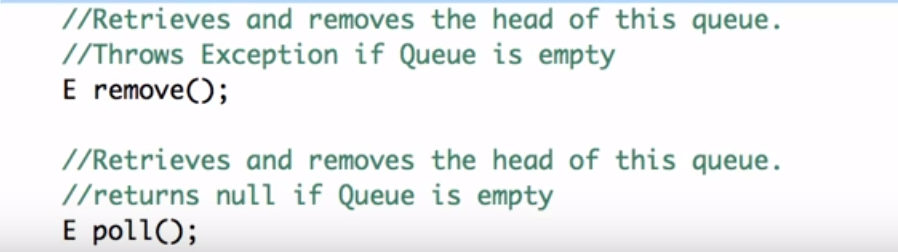 //Retrieves and removes the head of this queue.
//Throws Exception if Queue is empty
E remove();
//Retrieves and removes the head of this queue.
//returns null if Queue is empty
E poll();